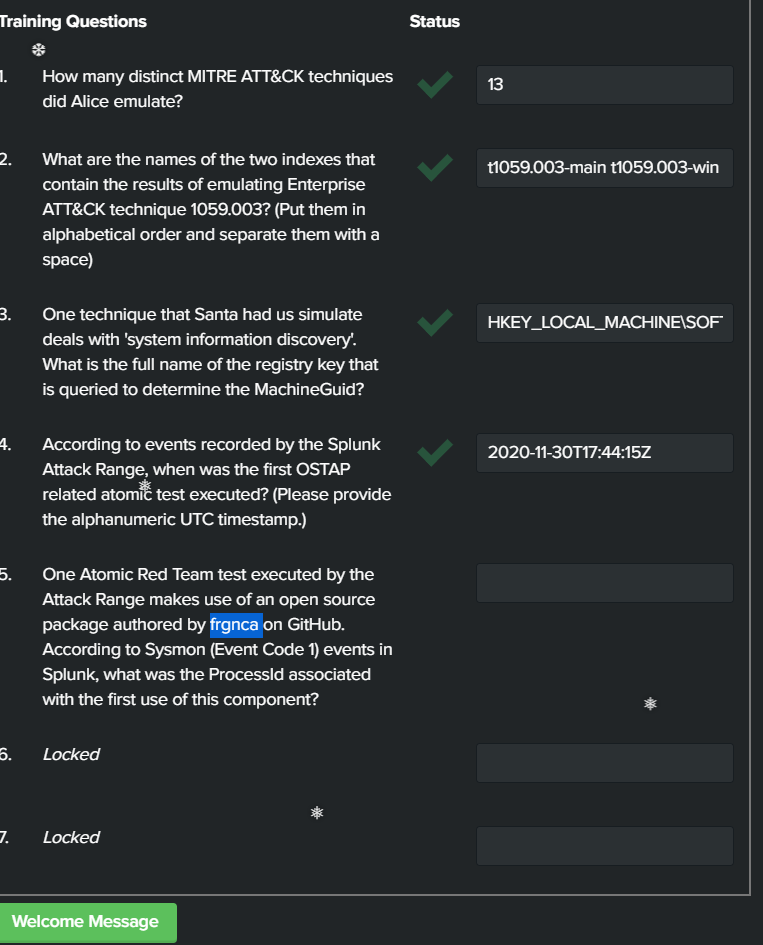 Training Questions Status
1. How many distinct MITRE ATT&CK techniques
did Alice emulate?
13
2. What are the names of the two indexes that
contain the results of emulating Enterprise
ATT&CK technique 1059.003? (Put them in
alphabetical order and separate them with a
space)
t1059.003-main t1059.003-win
3. One technique that Santa had us simulate
deals with 'system information discovery'.
What is the full name of the registry key that
is queried to determine the MachineGuid?
HKEY_LOCAL_MACHINE\SOFT
4. According to events recorded by the Splunk
Attack Range, when was the first OSTAP
related atomic test executed? (Please provide
the alphanumeric UTC timestamp.)
2020-11-30T17:44:15Z
5. One Atomic Red Team test executed by the
Attack Range makes use of an open source
package authored by frgnca on GitHub.
According to Sysmon (Event Code 1) events in
Splunk, what was the ProcessId associated
with the first use of this component?
6. Locked
7. Locked
Welcome Message